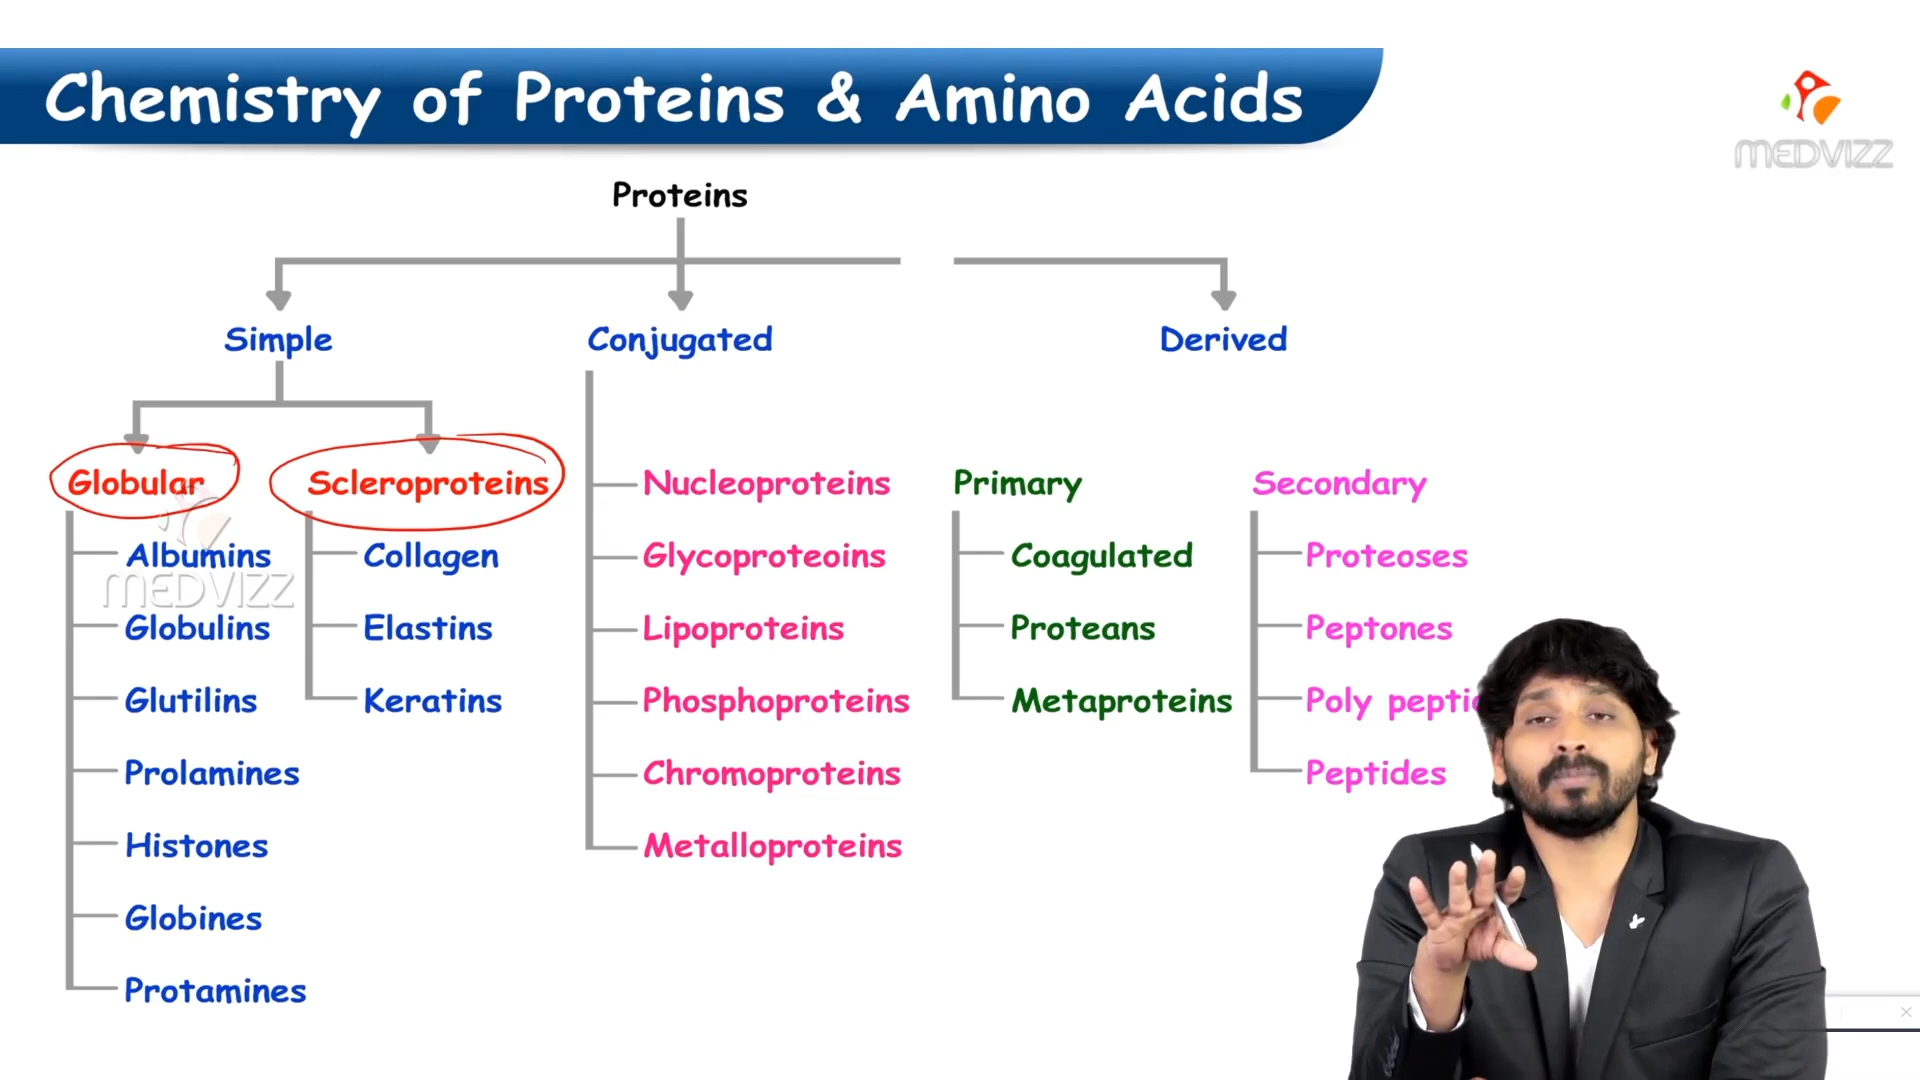 Chemistry of Proteins & Amino Acids
MEDVIZZ
Proteins
Simple
Conjugated
Derived
Globular
Scleroproteins
Nucleoproteins
Primary
Secondary
MEDVIZZ
Albumins
Collagen
Glycoproteoins
Coagulated
Proteoses
Globulins
Elastins
Lipoproteins
Proteans
Peptones
Glutilins
Keratins
Phosphoproteins
Metaproteins
Poly
Prolamines
Chromoproteins
Peptides
Histones
Metalloproteins
Globines
Protamines